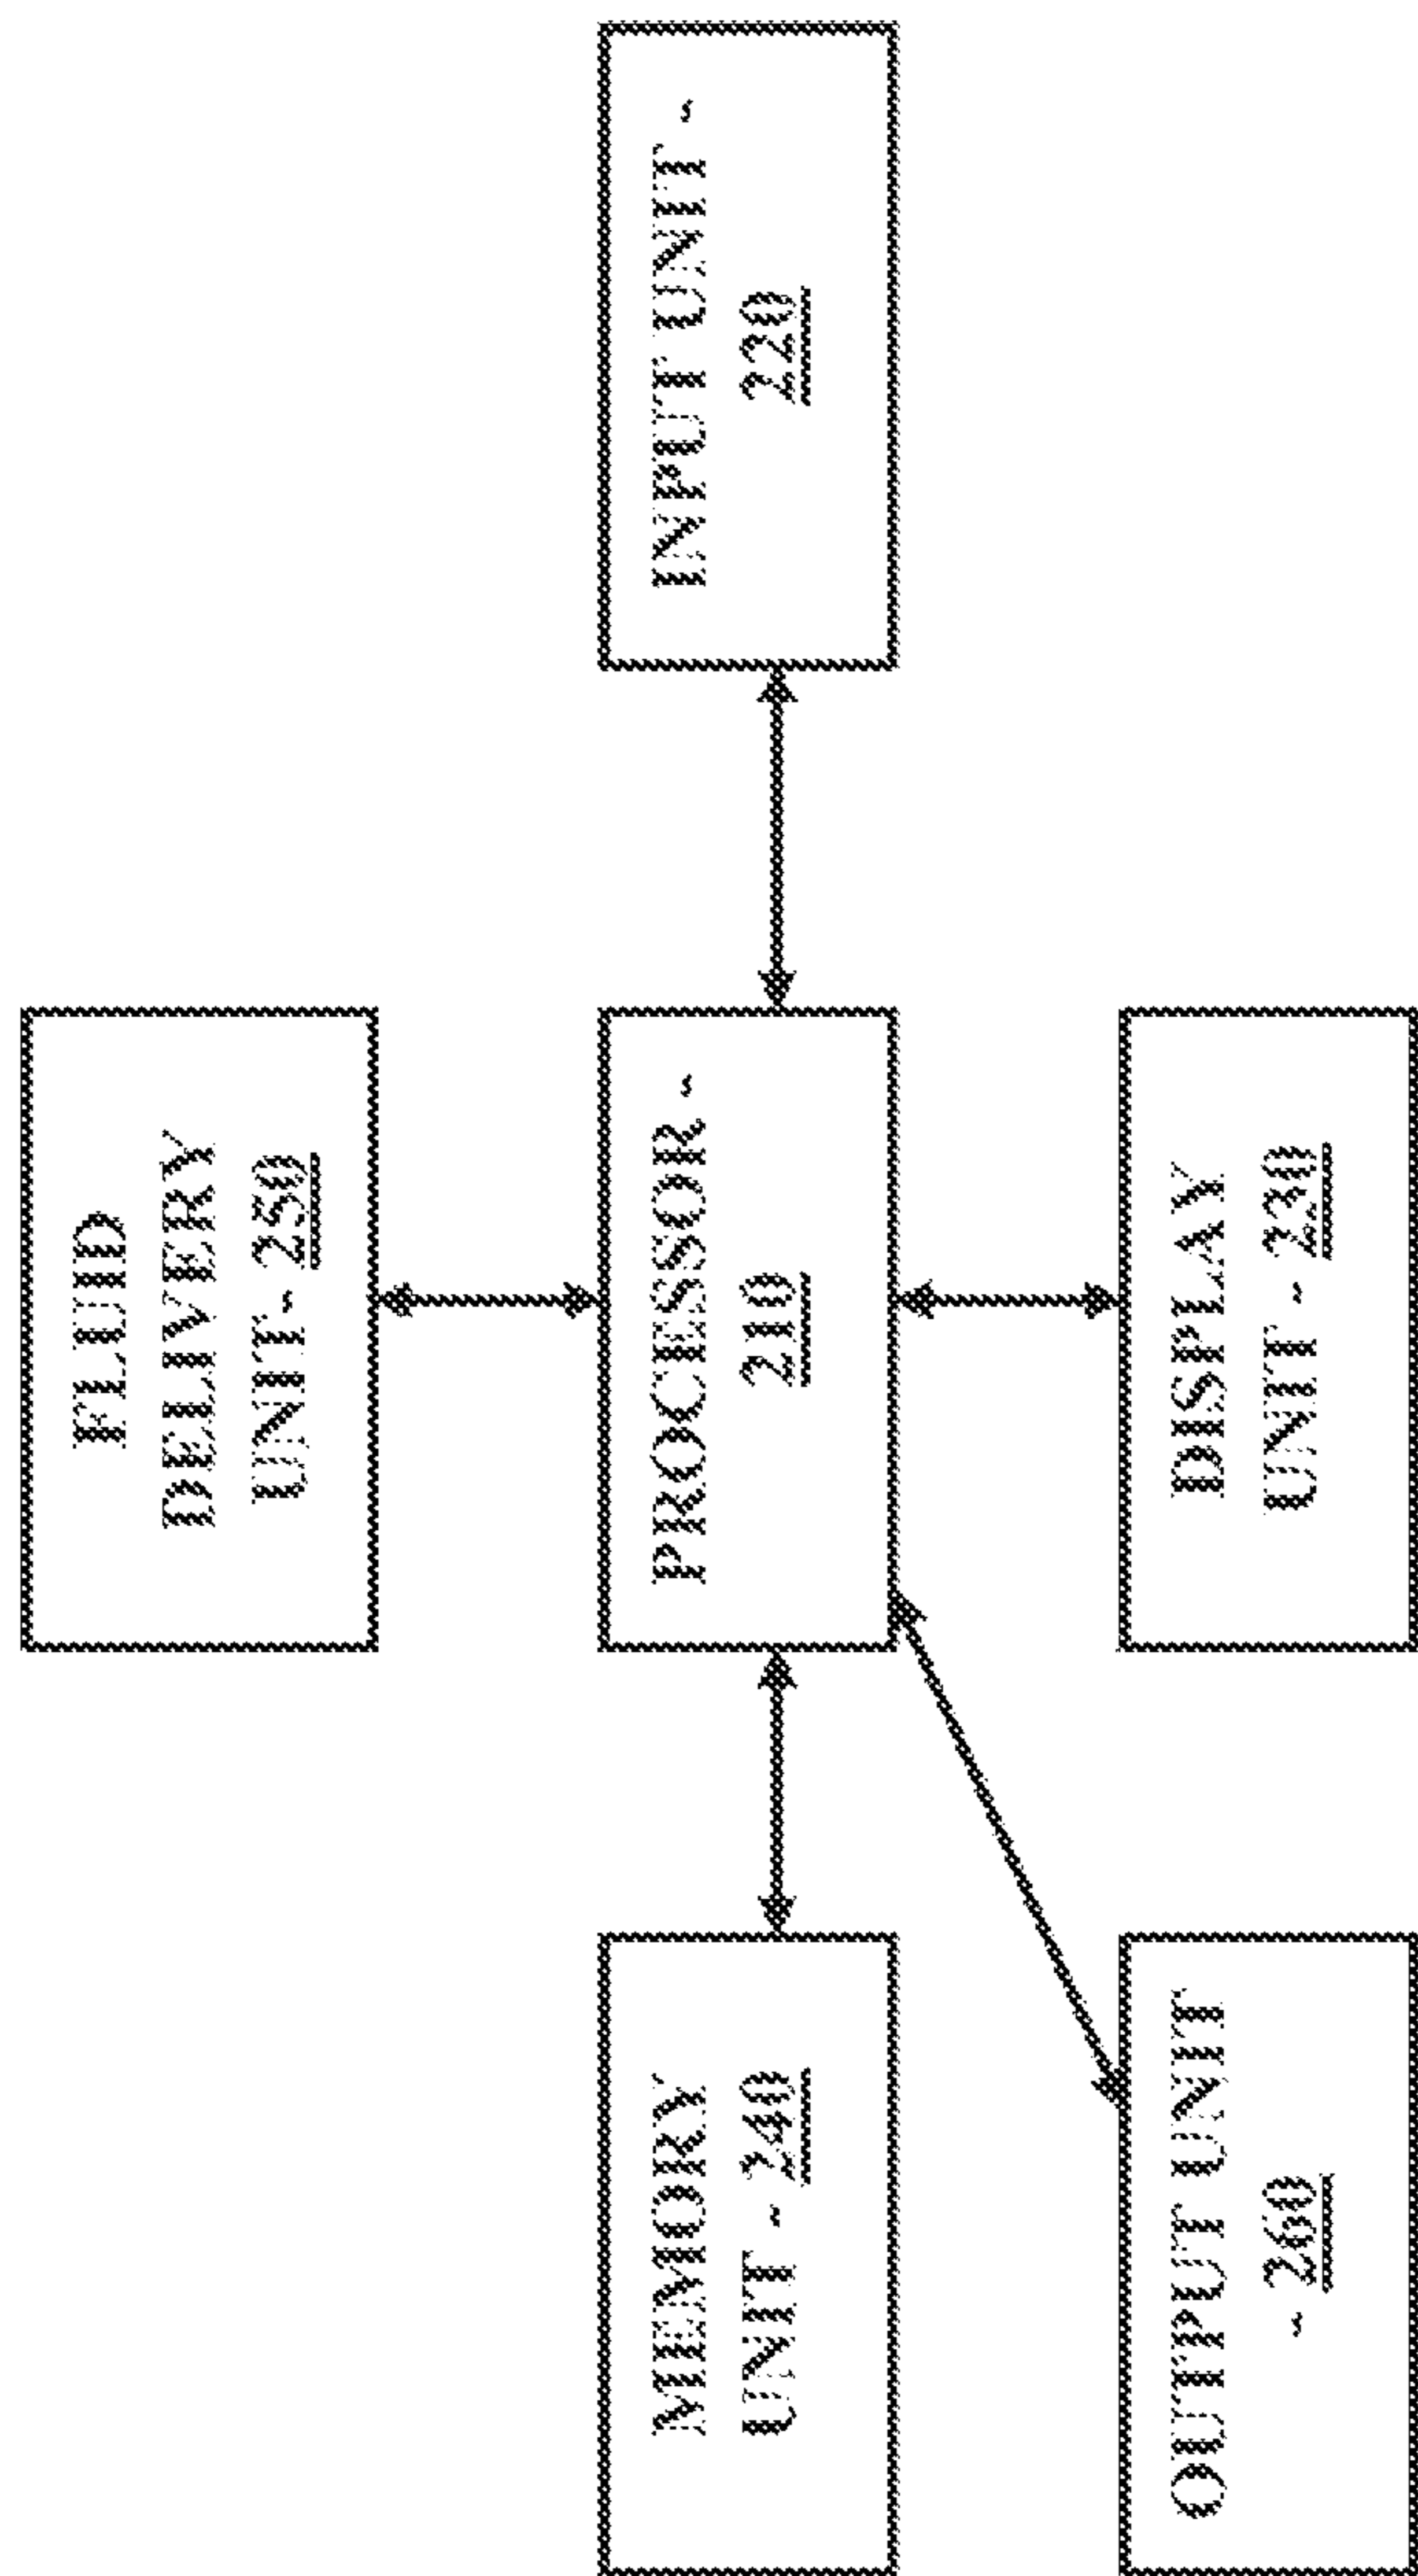 FLUID
DELIVERY
UNIT- 250
MEMORY
UNIT - 240
PROCESSOR -
210
INPUT UNIT -
220
OUTPUT UNIT
- 260
DISPLAY
UNIT - 230